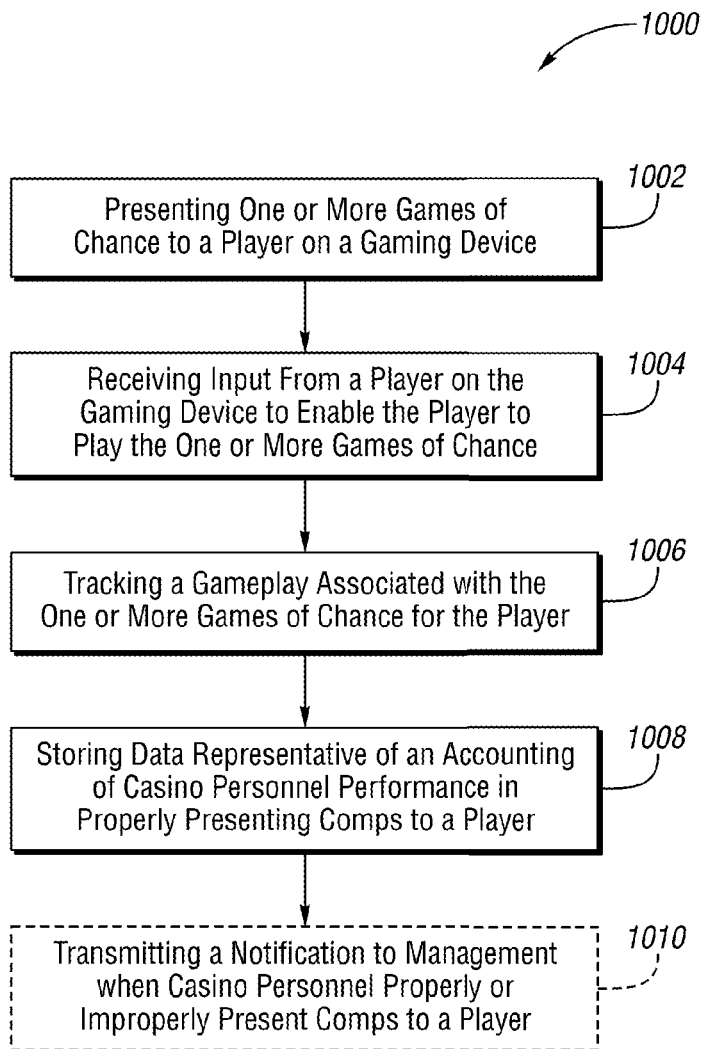 1000
1002
Presenting One or More Games of
Chance to a Player on a Gaming Device
1004
Receiving Input From a Player on the
Gaming Device to Enable the Player to
Play the One or More Games of Chance
1006
Tracking a Gameplay Associated with the
One or More Games of Chance for the Player
1008
Storing Data Representative of an Accounting
of Casino Personnel Performance in
Properly Presenting Comps to a Player
1010
Transmitting a Notification to Management
when Casino Personnel Properly or
Improperly Present Comps to a Player